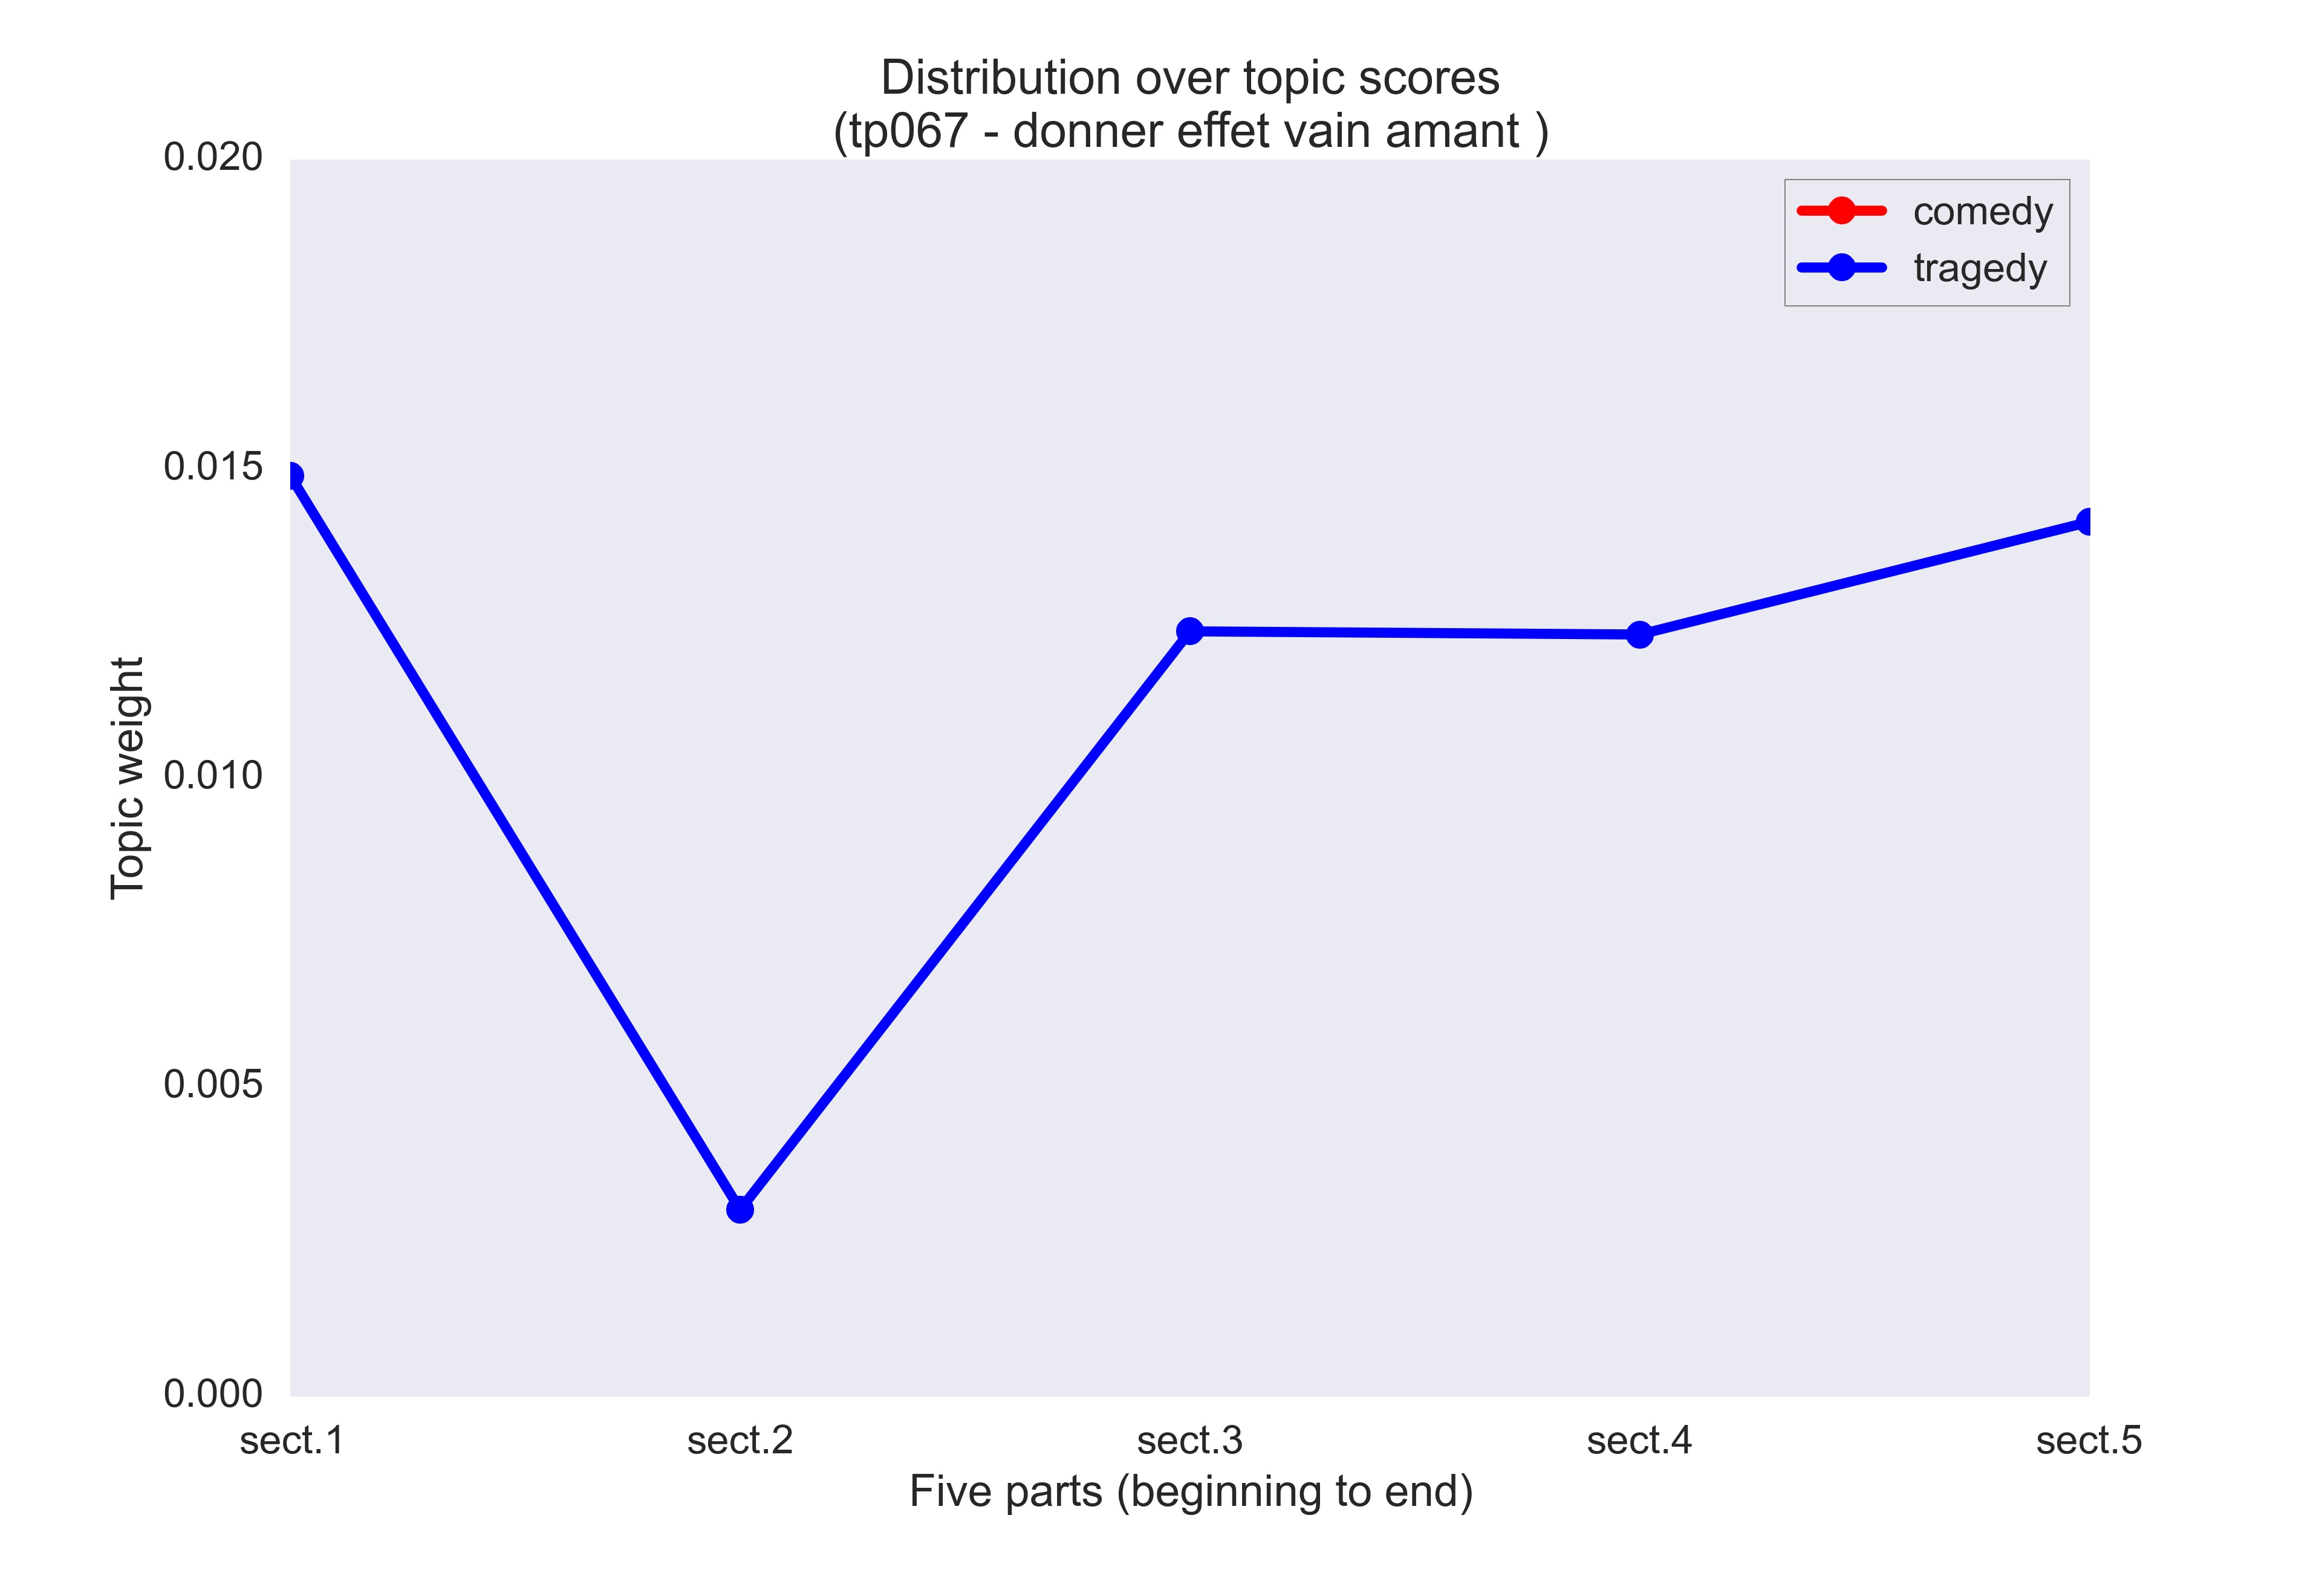 Distribution over topic scores
(tp067 - donner effet vain amant )
comedy
tragedy
0.020
0.015
0.010
0.005
0.000
Topic weight
sect.1 sect.2 sect.3 sect.4 sect.5
Five parts (beginning to end)